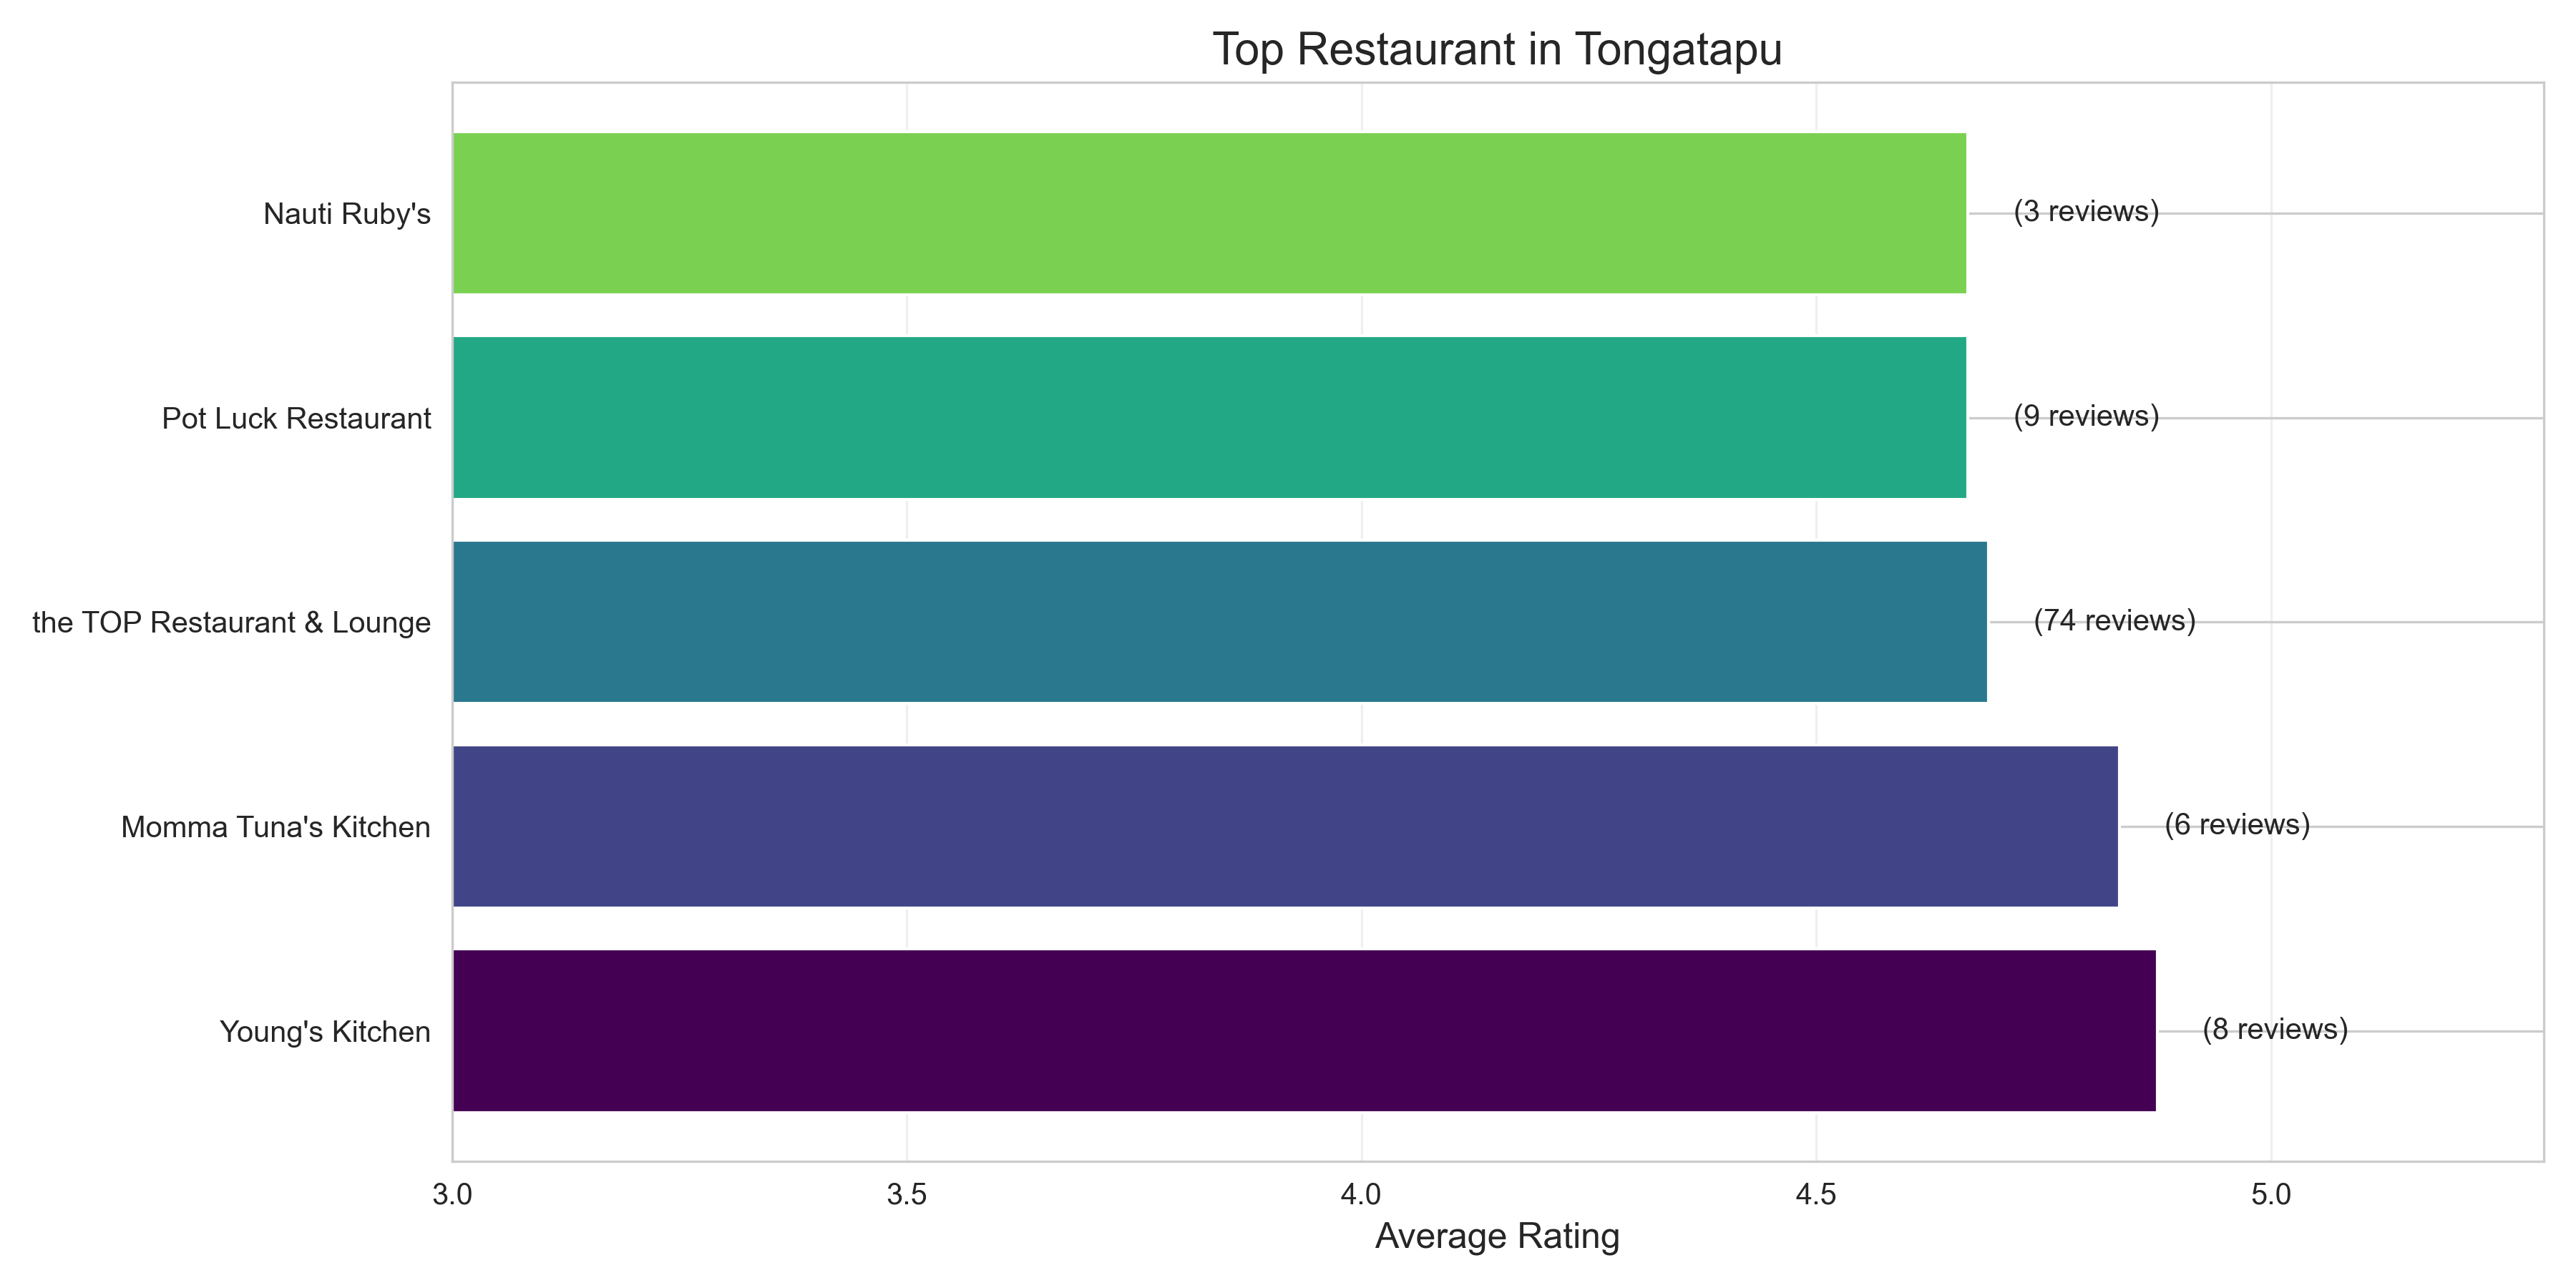 Top Restaurant in Tongatapu
Nauti Ruby's
(3 reviews)
Pot Luck Restaurant
(9 reviews)
the TOP Restaurant & Lounge
(74 reviews)
Momma Tuna's Kitchen
(6 reviews)
Young's Kitchen
(8 reviews)
3.0 3.5 4.0 4.5 5.0
Average Rating